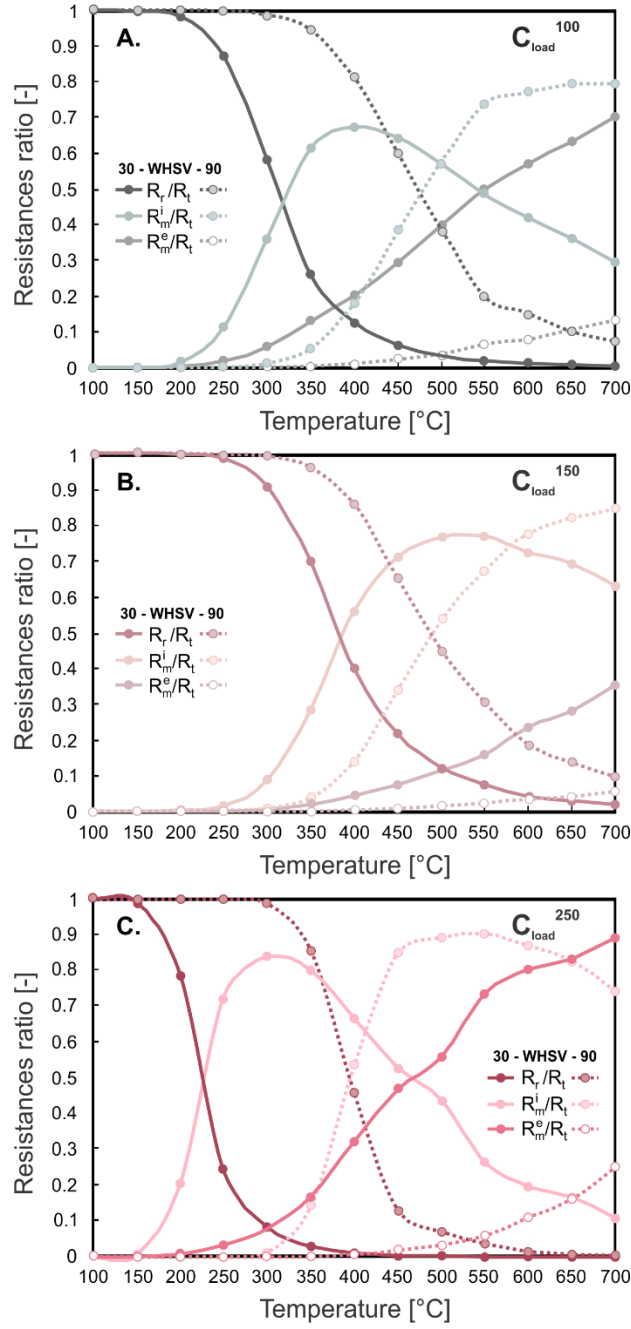 A.
C_load^100
Resistances ratio [-]
1
0.9
0.8
0.7
0.6
0.5
0.4
0.3
0.2
0.1
0
30 - WHSV - 90
R_r/R_t
R_m^i/R_t
R_m^e/R_t
100 150 200 250 300 350 400 450 500 550 600 650 700
Temperature [°C]
B.
C_load^150
Resistances ratio [-]
1
0.9
0.8
0.7
0.6
0.5
0.4
0.3
0.2
0.1
0
30 - WHSV - 90
R_r/R_t
R_m^i/R_t
R_m^e/R_t
100 150 200 250 300 350 400 450 500 550 600 650 700
Temperature [°C]
C.
C_load^250
Resistances ratio [-]
1
0.9
0.8
0.7
0.6
0.5
0.4
0.3
0.2
0.1
0
30 - WHSV - 90
R_r/R_t
R_m^i/R_t
R_m^e/R_t
100 150 200 250 300 350 400 450 500 550 600 650 700
Temperature [°C]